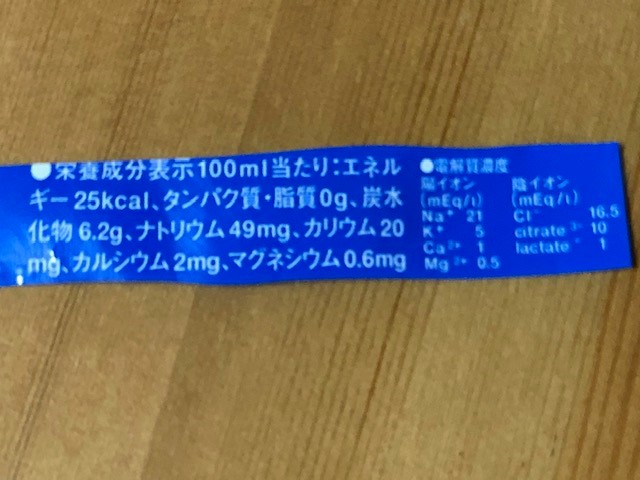 ●栄養成分表示100ml当たり:エネル
ギー25kcal、タンパク質・脂質0g、炭水
化物6.2g、ナトリウム49mg、カリウム20
mg、カルシウム2mg、マグネシウム0.6mg
●電解質濃度
陽イオン
(mEq/l)
Na⁺ 21
K⁺ 5
Ca²⁺ 1
Mg²⁺ 0.5
陰イオン
(mEq/l)
Cl⁻ 16.5
citrate³⁻ 10
lactate⁻ 1